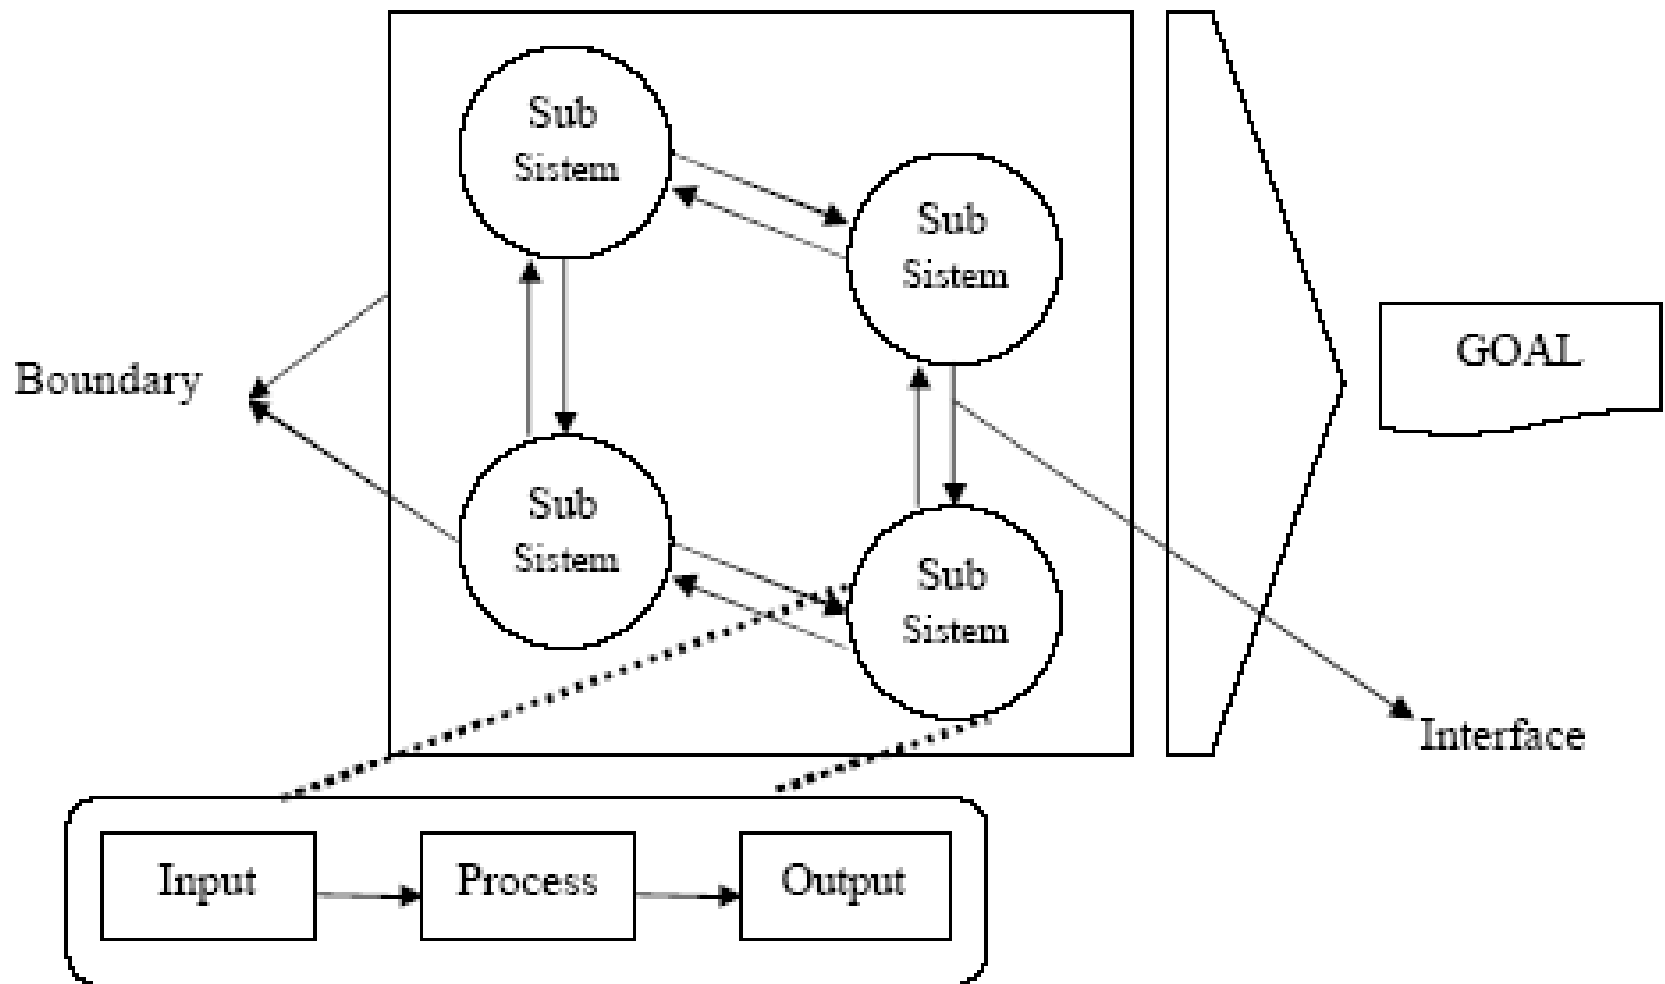 Sub
Sistem
Sub
Sistem
Boundary
GOAL
Sub
Sistem
Sub
Sistem
Interface
Input
Process
Output